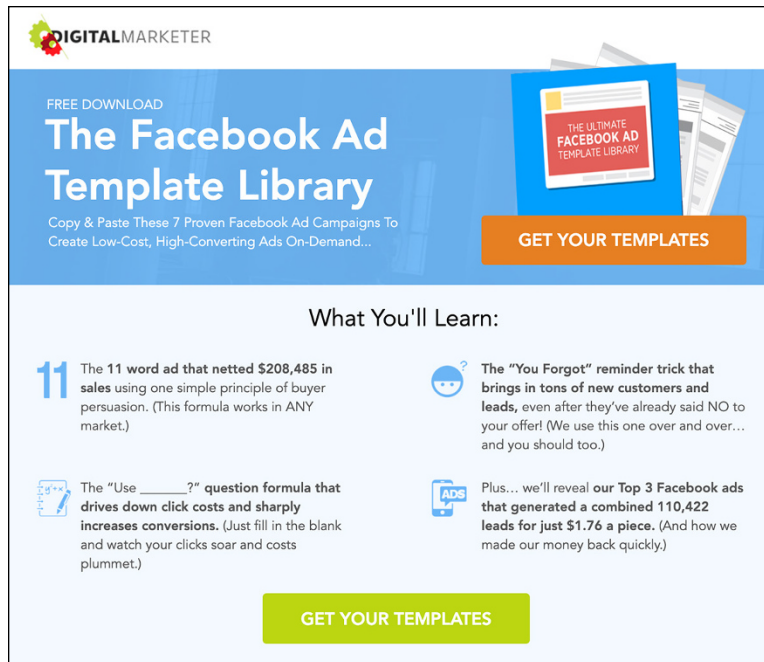 DIGITALMARKETER
FREE DOWNLOAD
The Facebook Ad
Template Library
Copy & Paste These 7 Proven Facebook Ad Campaigns To
Create Low-Cost, High-Converting Ads On-Demand...
THE ULTIMATE
FACEBOOK AD
TEMPLATE LIBRARY
GET YOUR TEMPLATES
What You'll Learn:
11
The 11 word ad that netted $208,485 in
sales using one simple principle of buyer
persuasion. (This formula works in ANY
market.)
?
The “You Forgot” reminder trick that
brings in tons of new customers and
leads, even after they’ve already said NO to
your offer! (We use this one over and over…
and you should too.)
The “Use _______?” question formula that
drives down click costs and sharply
increases conversions. (Just fill in the blank
and watch your clicks soar and costs
plummet.)
ADS
Plus… we’ll reveal our Top 3 Facebook ads
that generated a combined 110,422
leads for just $1.76 a piece. (And how we
made our money back quickly.)
GET YOUR TEMPLATES